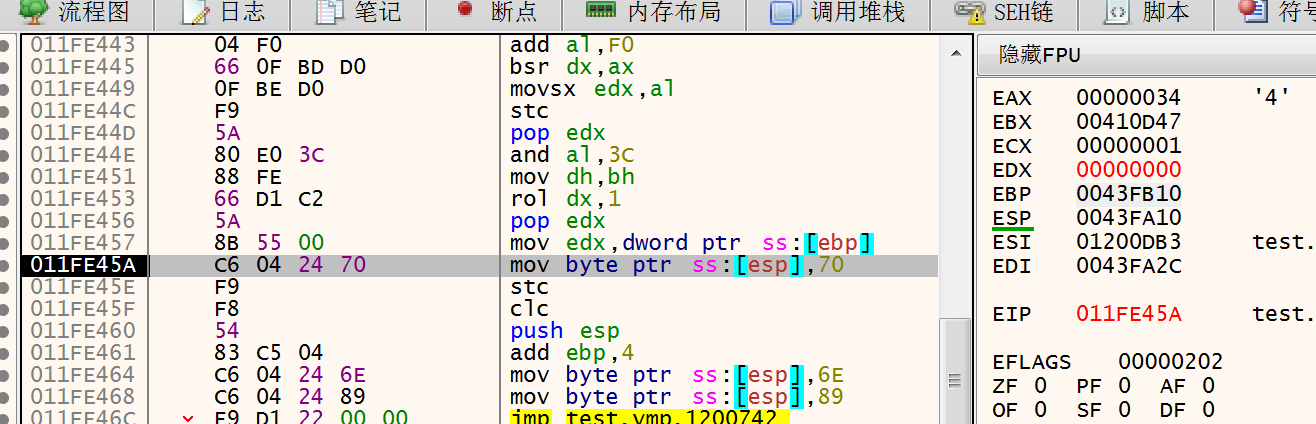 流程图 日志 笔记 断点 内存布局 调用堆栈 SEH链 脚本 符号
隐藏FPU
011FE443 04 F0 add al,F0
011FE445 66 0F BD D0 bsr dx,ax
011FE449 0F BE D0 movsx edx,al
011FE44C F9 stc
011FE44D 5A pop edx
011FE44E 80 E0 3C and al,3C
011FE451 88 FE mov dh,bh
011FE453 66 D1 C2 rol dx,1
011FE456 5A pop edx
011FE457 8B 55 00 mov edx,dword ptr ss:[ebp]
011FE45A C6 04 24 70 mov byte ptr ss:[esp],70
011FE45E F9 stc
011FE45F F8 clc
011FE460 54 push esp
011FE461 83 C5 04 add ebp,4
011FE464 C6 04 24 6E mov byte ptr ss:[esp],6E
011FE468 C6 04 24 89 mov byte ptr ss:[esp],89
011FE46C E9 D1 22 00 00 jmp test.vmp.1200742
EAX 00000034 '4'
EBX 00410D47
ECX 00000001
EDX 00000000
EBP 0043FB10
ESP 0043FA10
ESI 01200DB3 test.
EDI 0043FA2C
EIP 011FE45A test.
EFLAGS 00000202
ZF 0 PF 0 AF 0
OF 0 SF 0 DF 0